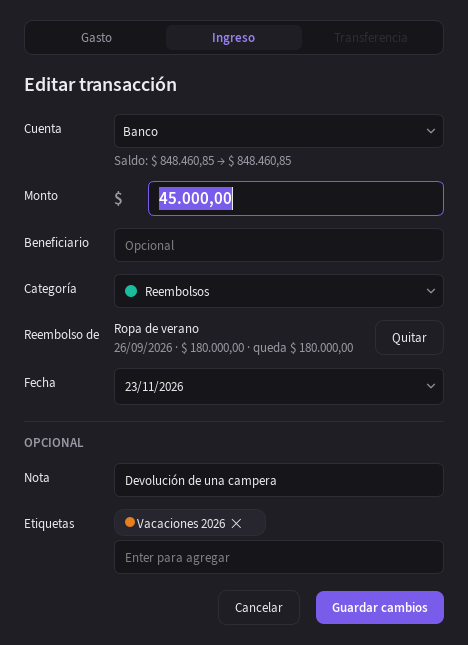 Gasto
Ingreso
Transferencia
Editar transacción
Cuenta
Banco
Saldo: $ 848.460,85 → $ 848.460,85
Monto
$
45.000,00
Beneficiario
Opcional
Categoría
Reembolsos
Reembolso de
Ropa de verano
26/09/2026 · $ 180.000,00 · queda $ 180.000,00
Quitar
Fecha
23/11/2026
OPCIONAL
Nota
Devolución de una campera
Etiquetas
Vacaciones 2026
Enter para agregar
Cancelar
Guardar cambios